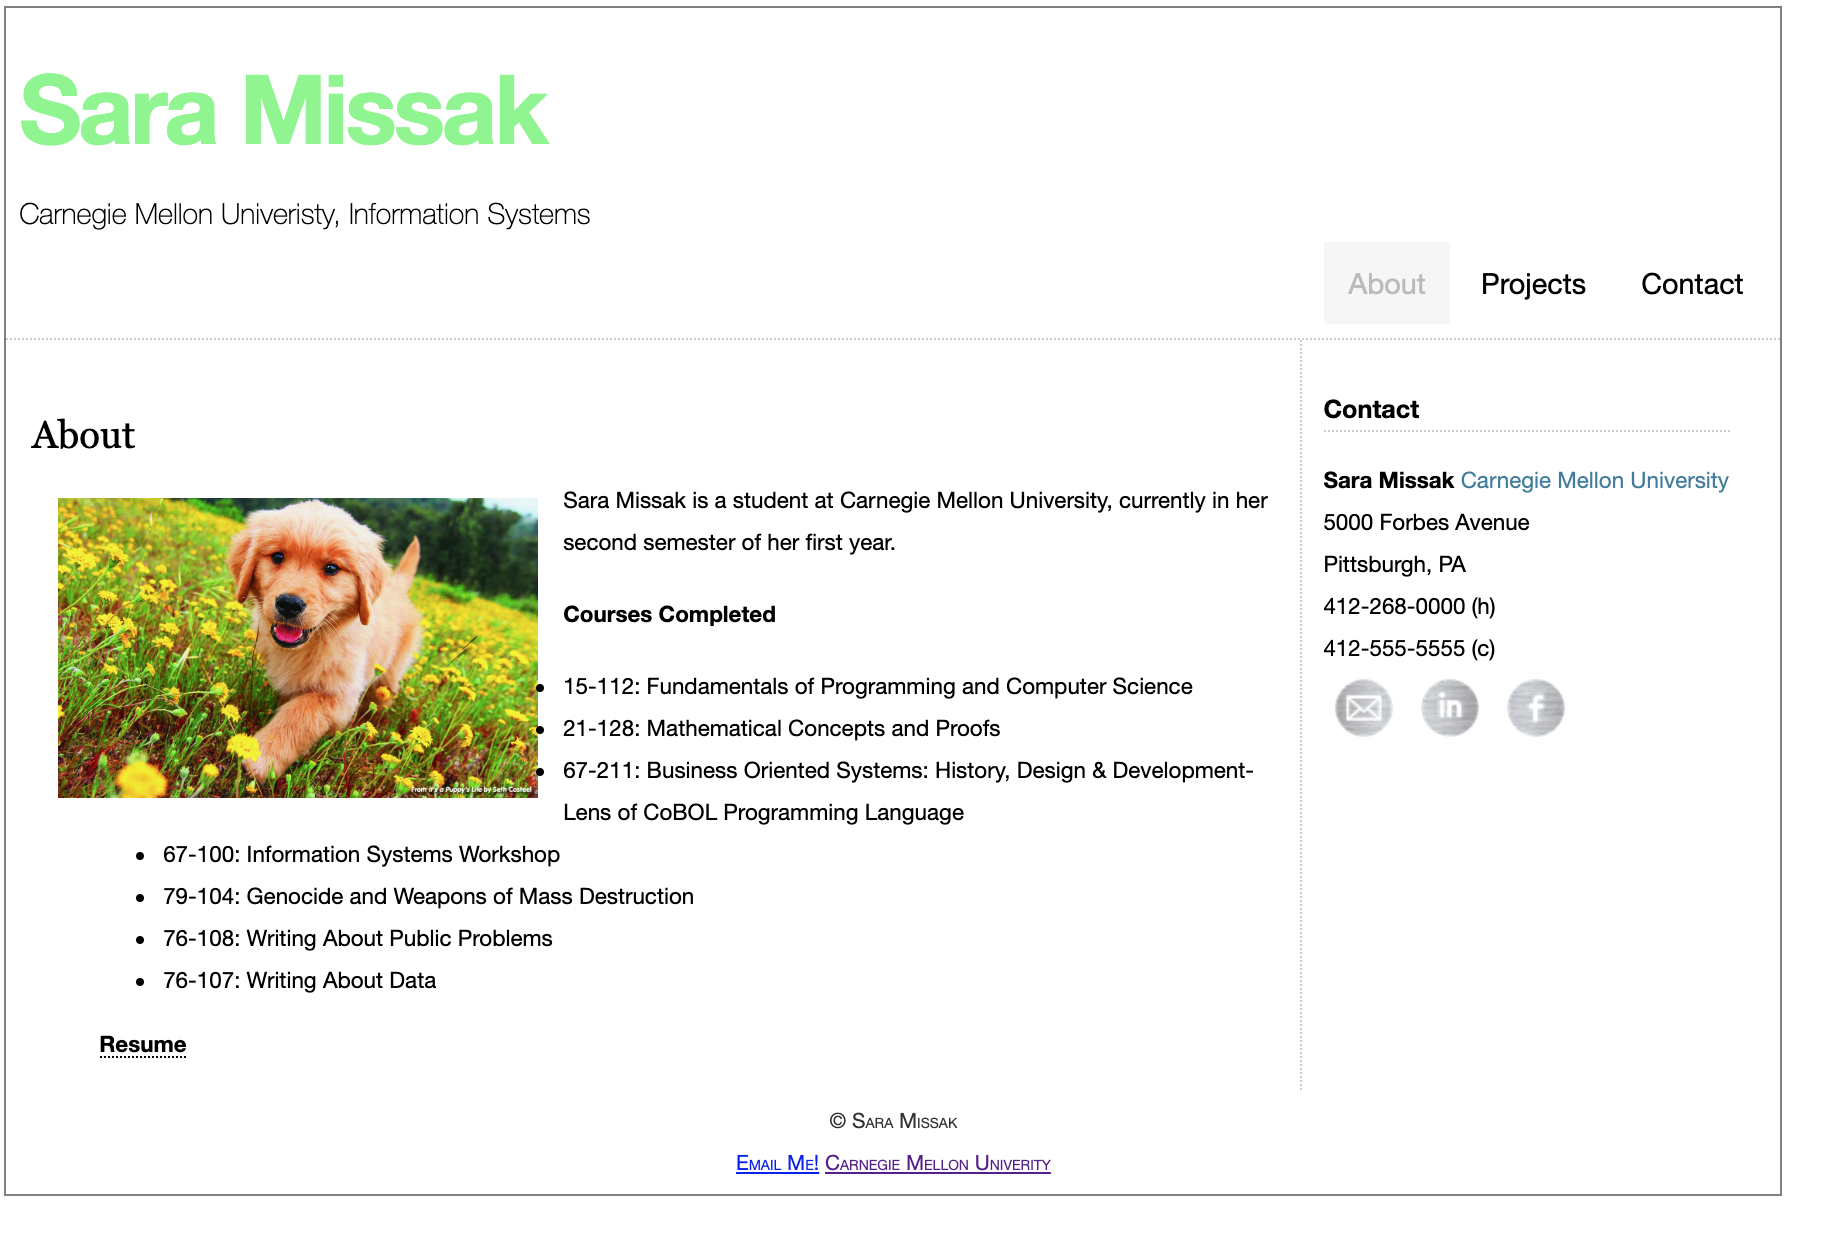 Sara Missak
Carnegie Mellon Univeristy, Information Systems
About
Projects
Contact
About
Sara Missak is a student at Carnegie Mellon University, currently in her
second semester of her first year.
Courses Completed
15-112: Fundamentals of Programming and Computer Science
21-128: Mathematical Concepts and Proofs
67-211: Business Oriented Systems: History, Design & Development-
Lens of CoBOL Programming Language
From It's a Puppy's Life by Seth Casteel
67-100: Information Systems Workshop
79-104: Genocide and Weapons of Mass Destruction
76-108: Writing About Public Problems
76-107: Writing About Data
Resume
Contact
Sara Missak Carnegie Mellon University
5000 Forbes Avenue
Pittsburgh, PA
412-268-0000 (h)
412-555-5555 (c)
in
f
© Sara Missak
Email Me! Carnegie Mellon Univerity